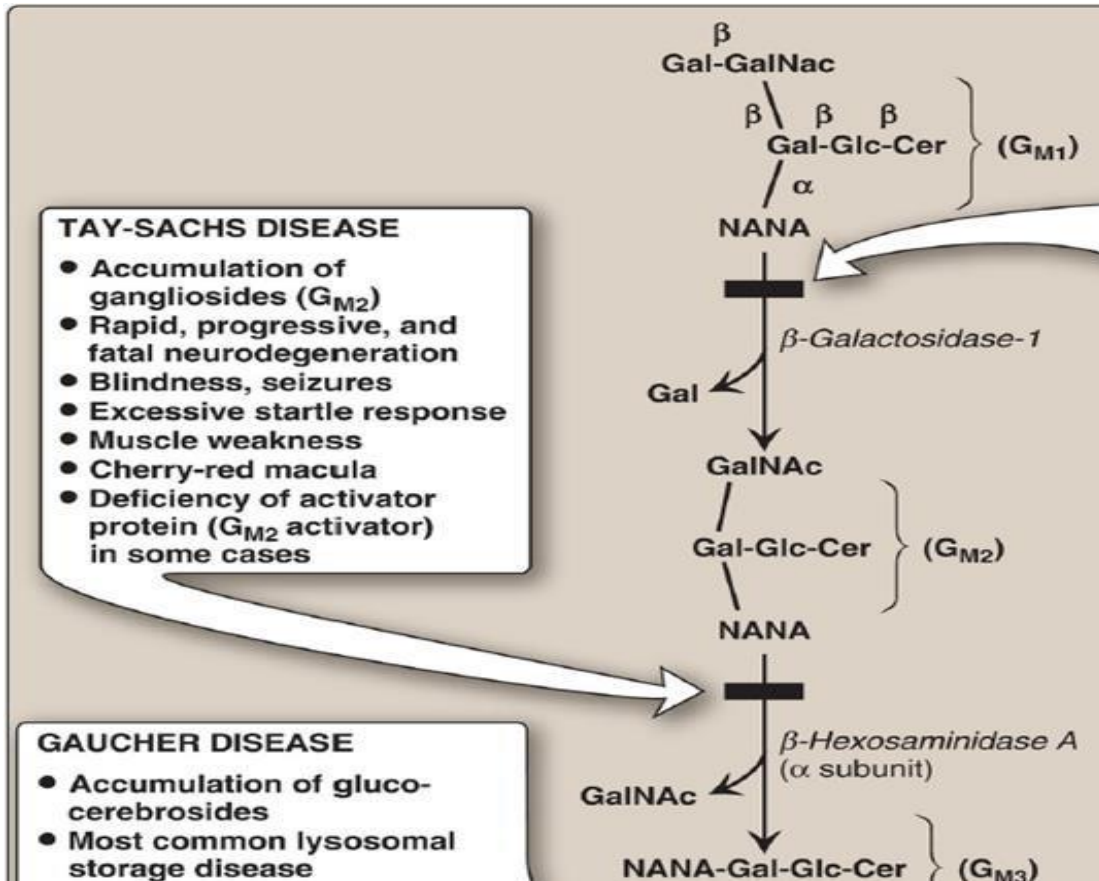 β
Gal-GalNac
β β β
Gal-Glc-Cer
(GM1)
α
NANA
TAY-SACHS DISEASE
● Accumulation of
gangliosides (GM2)
● Rapid, progressive, and
fatal neurodegeneration
● Blindness, seizures
● Excessive startle response
● Muscle weakness
● Cherry-red macula
● Deficiency of activator
protein (GM2 activator)
in some cases
β-Galactosidase-1
Gal
GalNAc
Gal-Glc-Cer
(GM2)
NANA
β-Hexosaminidase A
(α subunit)
GalNAc
NANA-Gal-Glc-Cer
(GM3)
GAUCHER DISEASE
● Accumulation of gluco-
cerebrosides
● Most common lysosomal
storage disease